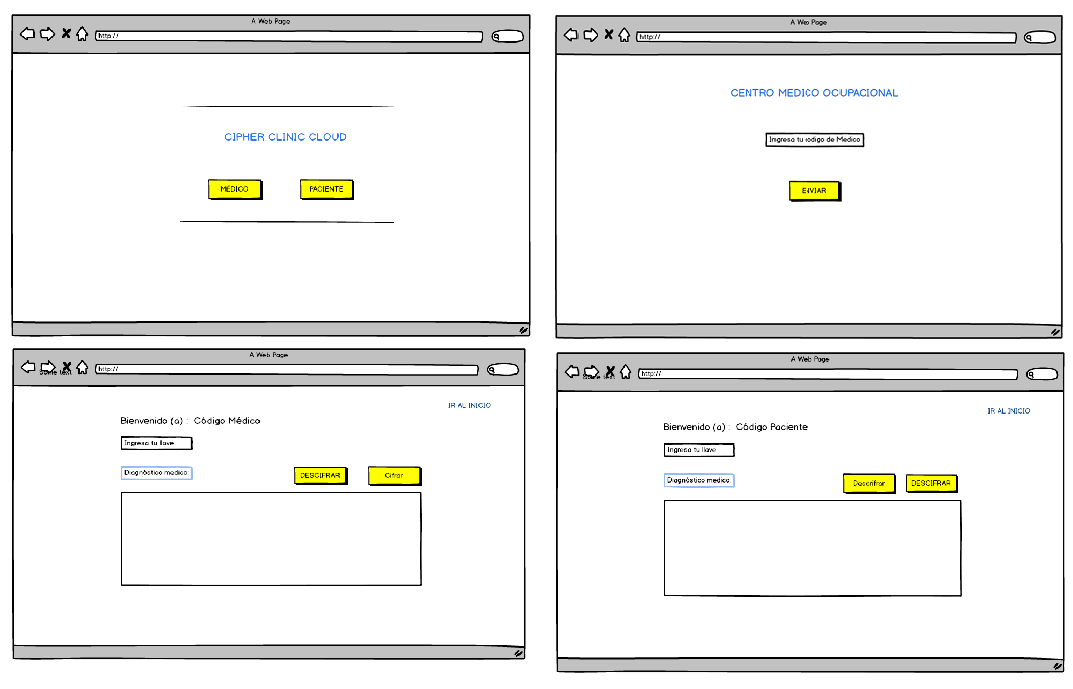 A Web Page
http://
CIPHER CLINIC CLOUD
MÉDICO
PACIENTE
A Web Page
http://
CENTRO MEDICO OCUPACIONAL
Ingresa tu codigo de Medico
ENVIAR
A Web Page
http://
Some text
IR AL INICIO
Bienvenido (a) : Código Médico
Ingresa tu llave
Diagnóstico medico:
DESCIFRAR
Cifrar
A Web Page
http://
Some text
IR AL INICIO
Bienvenido (a) : Código Paciente
Ingresa tu llave
Diagnóstico medico:
Descrifrar
DESCIFRAR